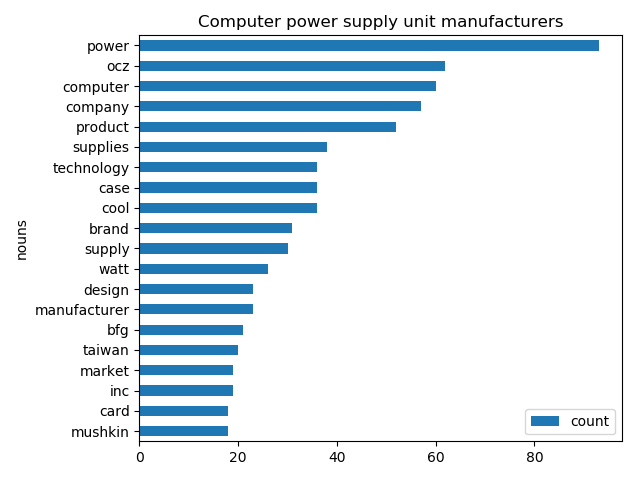 Computer power supply unit manufacturers
power
ocz
computer
company
product
supplies
technology
case
cool
brand
supply
watt
design
manufacturer
bfg
taiwan
market
inc
card
mushkin
nouns
count
0 20 40 60 80